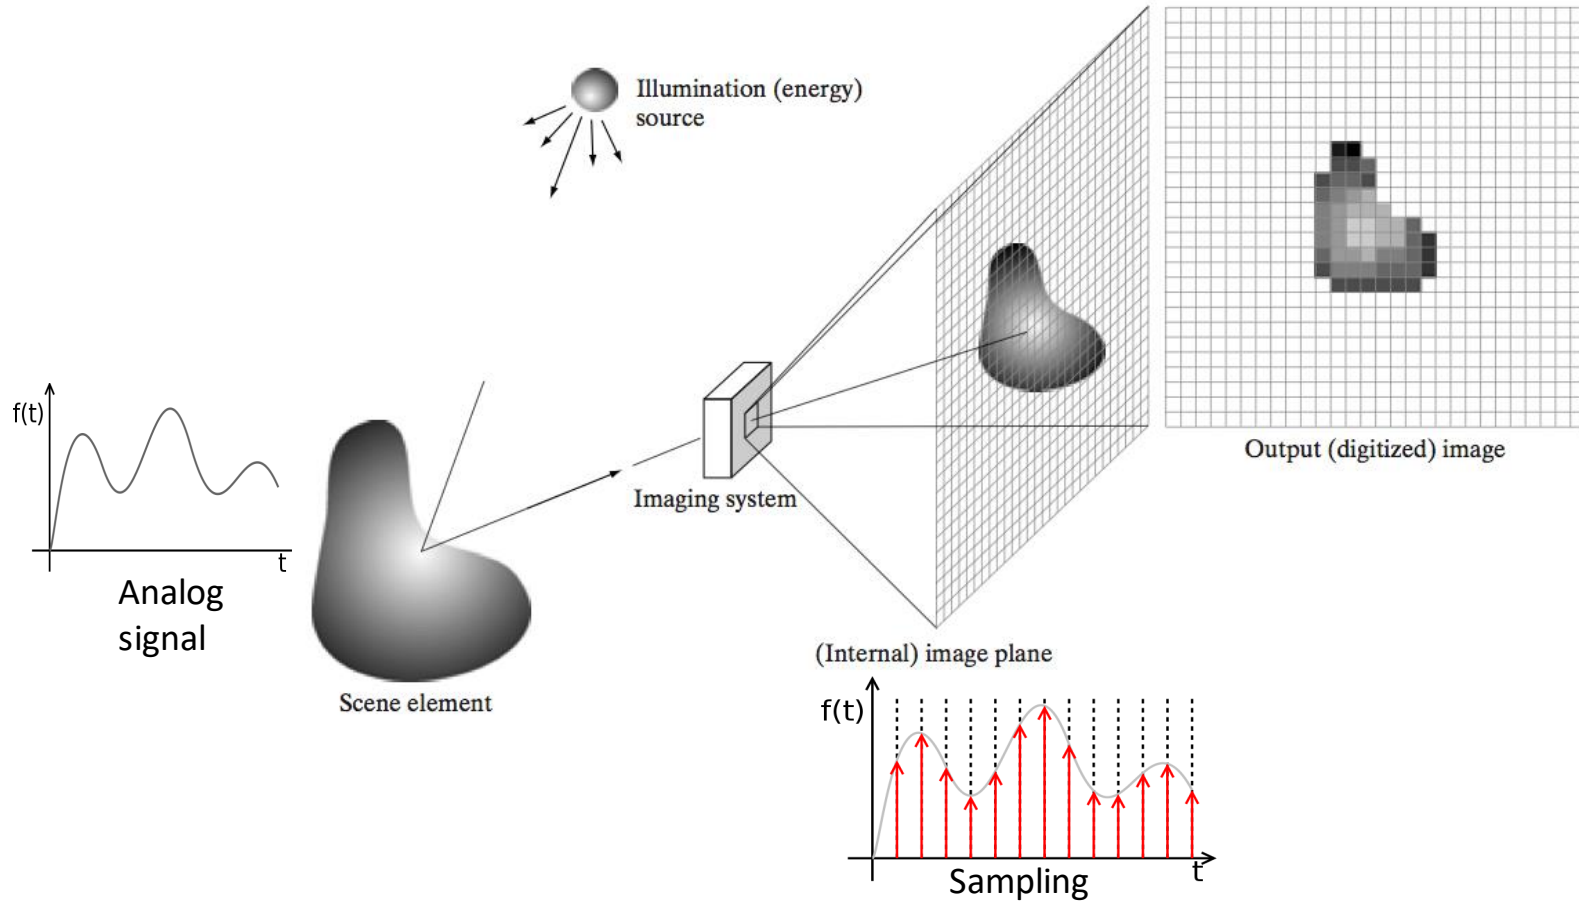 Illumination (energy)
source
f(t)
t
Analog
signal
Scene element
Imaging system
Output (digitized) image
(Internal) image plane
f(t)
t
Sampling